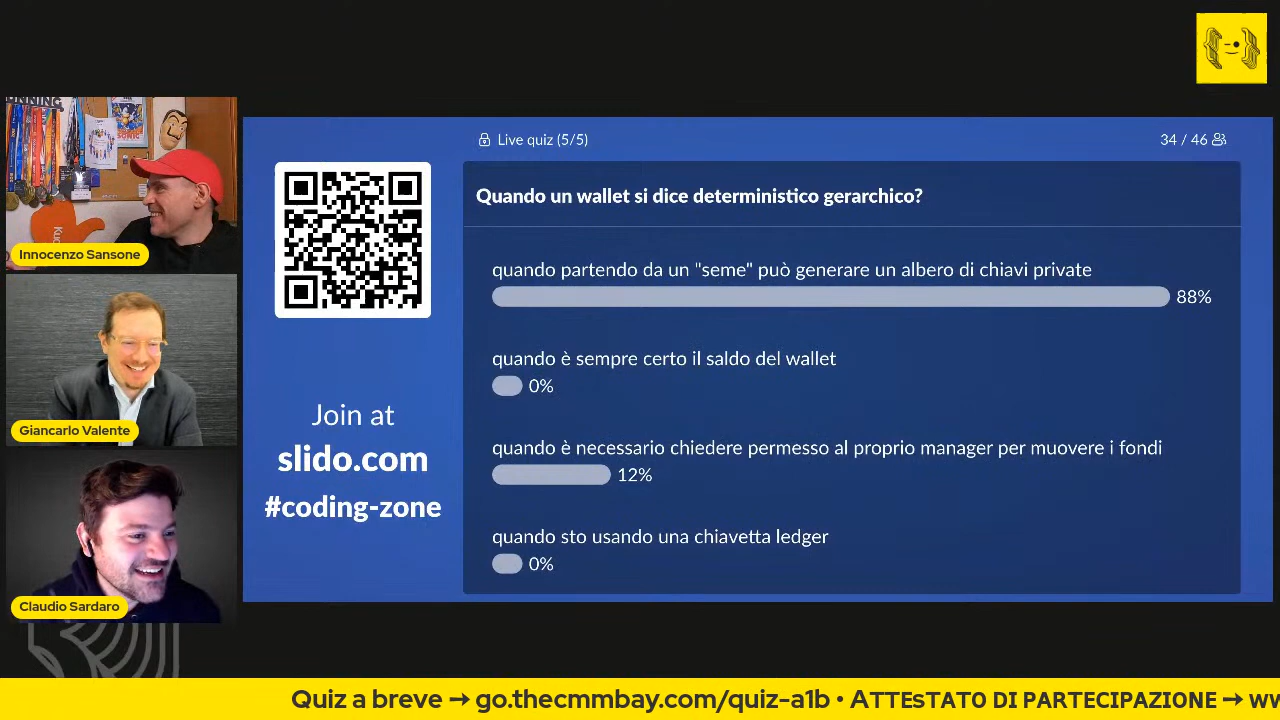 RUNNING
SONIC
Innocenzo Sansone
Giancarlo Valente
Claudio Sardaro
Join at
slido.com
#coding-zone
Live quiz (5/5)
34 / 46
Quando un wallet si dice deterministico gerarchico?
quando partendo da un "seme" può generare un albero di chiavi private
88%
quando è sempre certo il saldo del wallet
0%
quando è necessario chiedere permesso al proprio manager per muovere i fondi
12%
quando sto usando una chiavetta ledger
0%
Quiz a breve → go.thecmmbay.com/quiz-a1b • ATTEsTATO DI PARTECIPAZIONE → ww